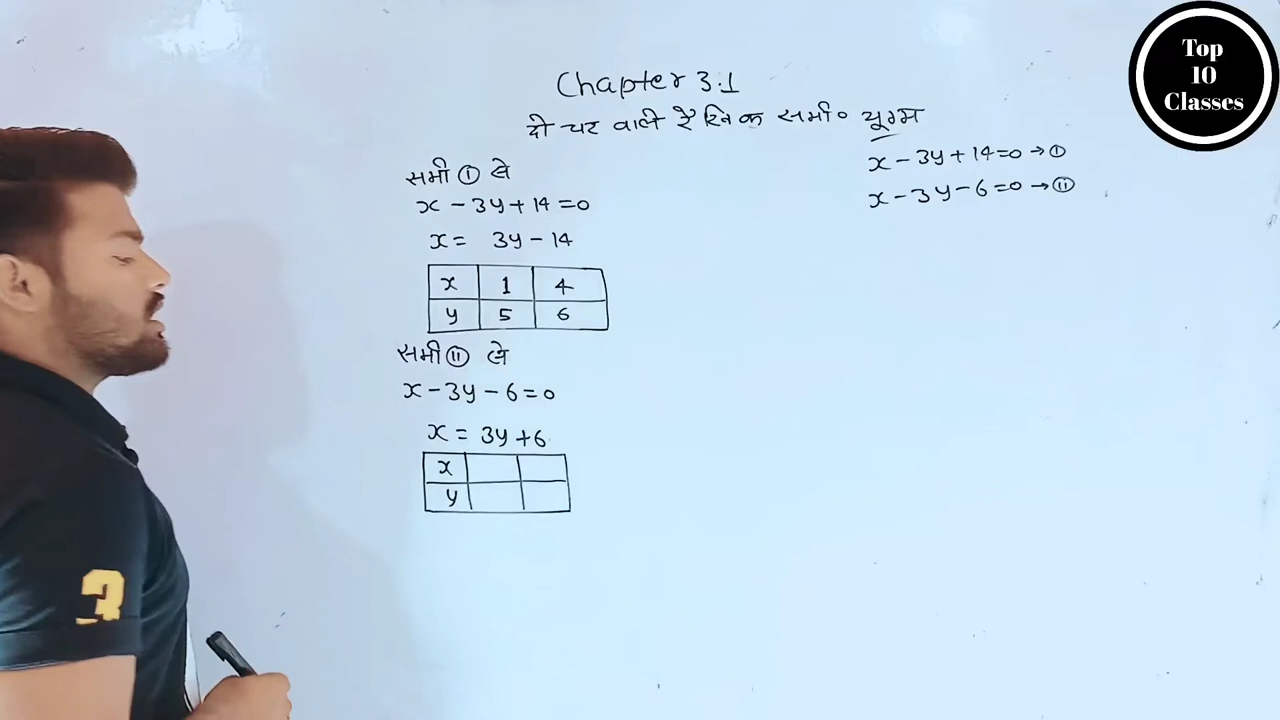 Top
10
Classes
Chapter 3.1
दो चर वाले रैखिक समी० युग्म
x - 3y + 14 = 0 → ①
x - 3y - 6 = 0 → ⑪
समी ① ले
x - 3y + 14 = 0
x = 3y - 14
x 1 4
y 5 6
समी ⑪ ले
x - 3y - 6 = 0
x = 3y + 6
x
y
3